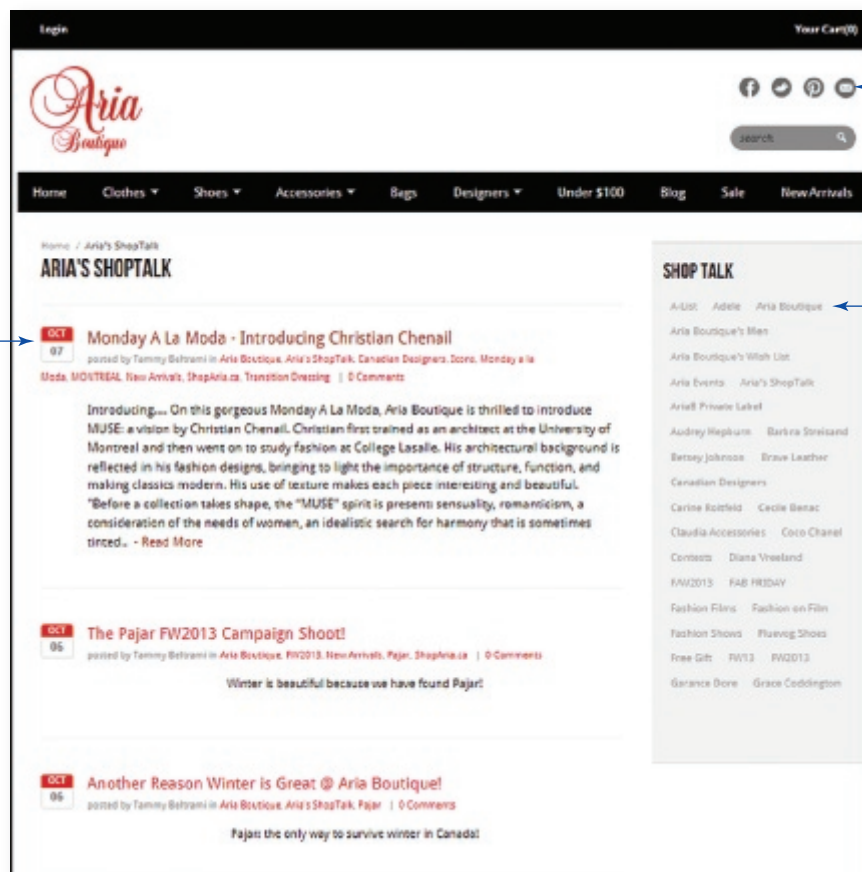 Login Your Cart(0)
Aria
Boutique
search
Home Clothes Shoes Accessories Bags Designers Under $100 Blog Sale New Arrivals
Home / Aria's ShopTalk
ARIA'S SHOPTALK
OCT
07
Monday A La Moda - Introducing Christian Chenail
posted by Tammy Beltrami in Aria Boutique, Aria's ShopTalk, Canadian Designers, Icons, Monday a la
Moda, MONTREAL, New Arrivals, ShopAria.ca, Transition Dressing | 0 Comments
Introducing.... On this gorgeous Monday A La Moda, Aria Boutique is thrilled to introduce
MUSE: a vision by Christian Chenail. Christian first trained as an architect at the University of
Montreal and then went on to study fashion at College Lasalle. His architectural background is
reflected in his fashion designs, bringing to light the importance of structure, function, and
making classics modern. His use of texture makes each piece interesting and beautiful.
"Before a collection takes shape, the "MUSE" spirit is present: sensuality, romanticism, a
consideration of the needs of women, an idealistic search for harmony that is sometimes
tinted... - Read More
OCT
06
The Pajar FW2013 Campaign Shoot!
posted by Tammy Beltrami in Aria Boutique, FW2013, New Arrivals, Pajar, ShopAria.ca | 0 Comments
Winter is beautiful because we have found Pajar!
OCT
06
Another Reason Winter is Great @ Aria Boutique!
posted by Tammy Beltrami in Aria Boutique, Aria's ShopTalk, Pajar | 0 Comments
Pajar: the only way to survive winter in Canada!
SHOP TALK
A-List Adele Aria Boutique
Aria Boutique's Men
Aria Boutique's Wish List
Aria Events Aria's ShopTalk
Private Label
Audrey Hepburn Barbra Streisand
Betsey Johnson Brave Leather
Canadian Designers
Carine Roitfeld Cecile Benac
Claudia Accessories Coco Chanel
Contests Diana Vreeland
F/W2013 FAB FRIDAY
Fashion Films Fashion on Film
Fashion Shows Fluevog Shoes
Free Gift FW13 FW2013
Garance Dore Grace Coddington